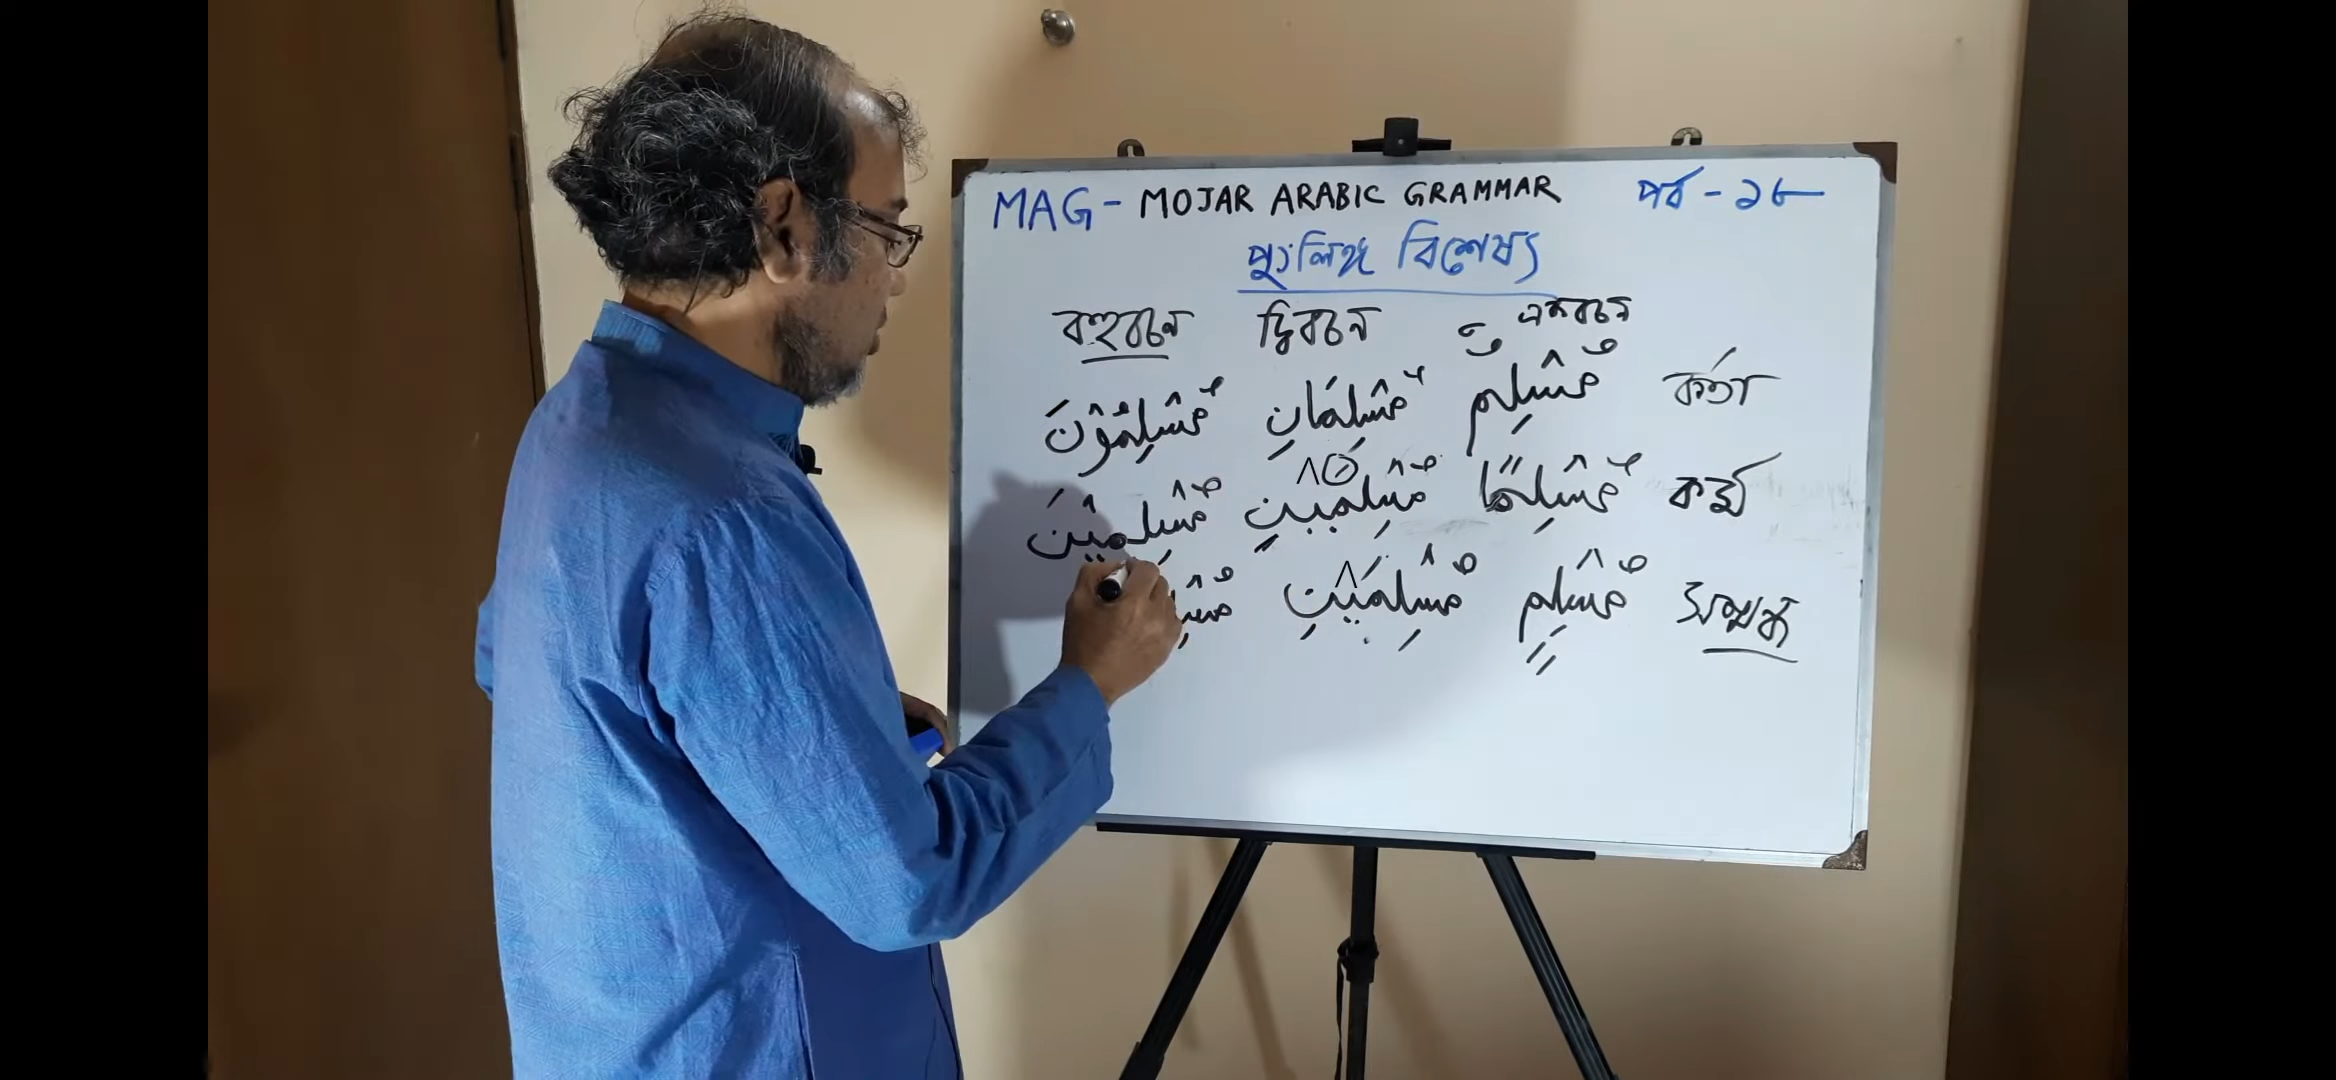 MAG - MOJAR ARABIC GRAMMAR পর্ব - ১৮
পুংলিঙ্গ বিশেষ্য
বহুবচন দ্বিবচন একবচন
কর্তা مُسْلِمٌ مُسْلِمَانِ مُسْلِمُوْنَ
কর্ম مُسْلِمًا مُسْلِمَيْنِ مُسْلِمِيْنَ
সম্বন্ধ مُسْلِمٍ مُسْلِمَيْنِ